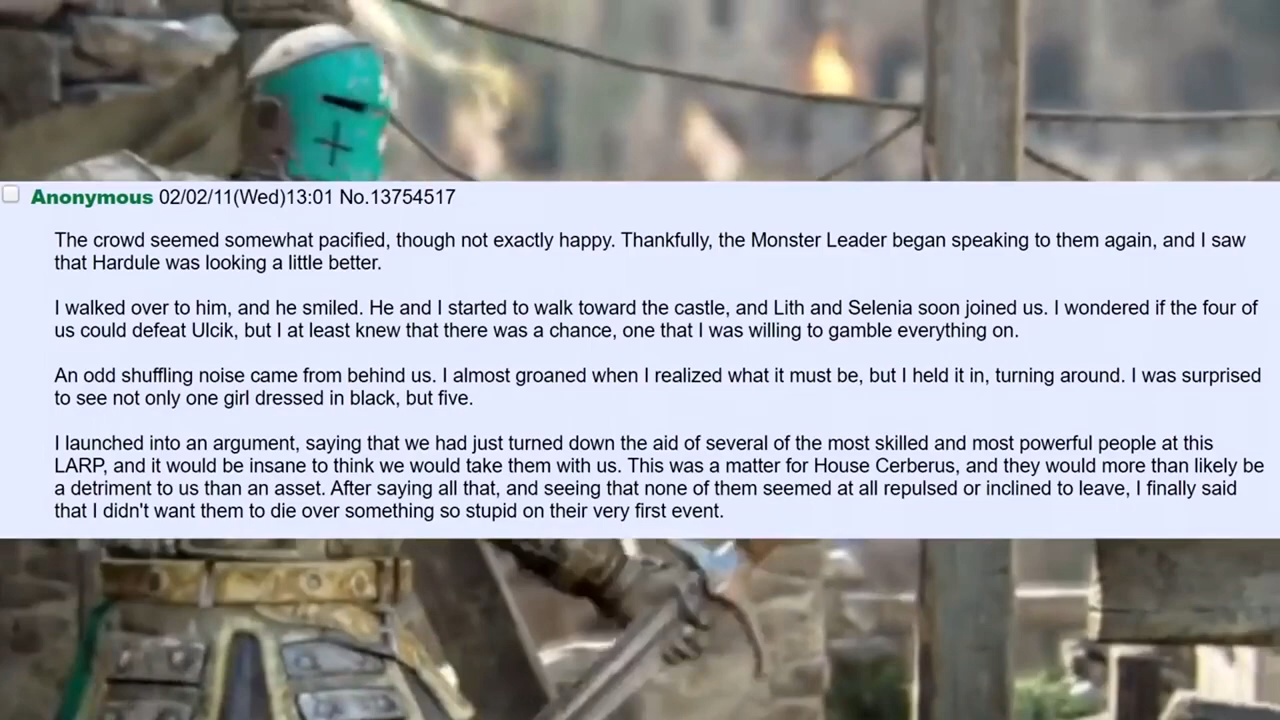 Anonymous 02/02/11(Wed)13:01 No.13754517
The crowd seemed somewhat pacified, though not exactly happy. Thankfully, the Monster Leader began speaking to them again, and I saw
that Hardule was looking a little better.
I walked over to him, and he smiled. He and I started to walk toward the castle, and Lith and Selenia soon joined us. I wondered if the four of
us could defeat Ulcik, but I at least knew that there was a chance, one that I was willing to gamble everything on.
An odd shuffling noise came from behind us. I almost groaned when I realized what it must be, but I held it in, turning around. I was surprised
to see not only one girl dressed in black, but five.
I launched into an argument, saying that we had just turned down the aid of several of the most skilled and most powerful people at this
LARP, and it would be insane to think we would take them with us. This was a matter for House Cerberus, and they would more than likely be
a detriment to us than an asset. After saying all that, and seeing that none of them seemed at all repulsed or inclined to leave, I finally said
that I didn't want them to die over something so stupid on their very first event.